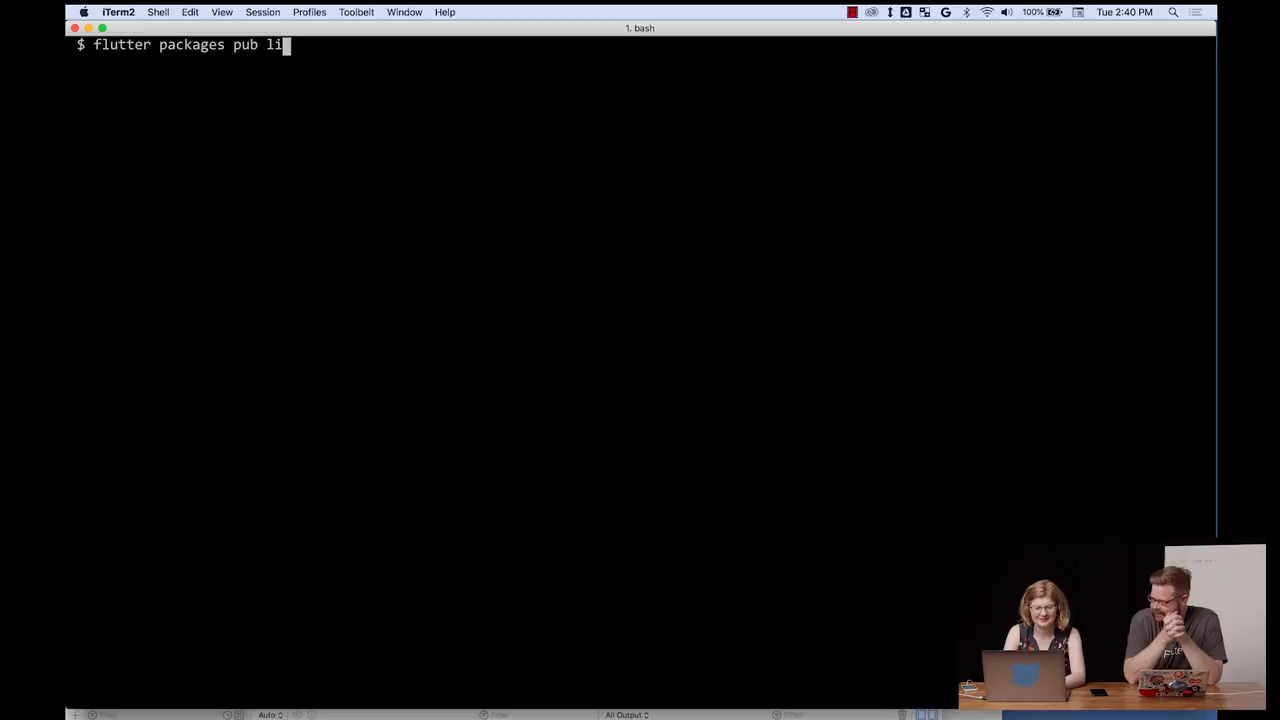 iTerm2 Shell Edit View Session Profiles Toolbelt Window Help 100% Tue 2:40 PM
1. bash
$ flutter packages pub li
Auto All Output Filter